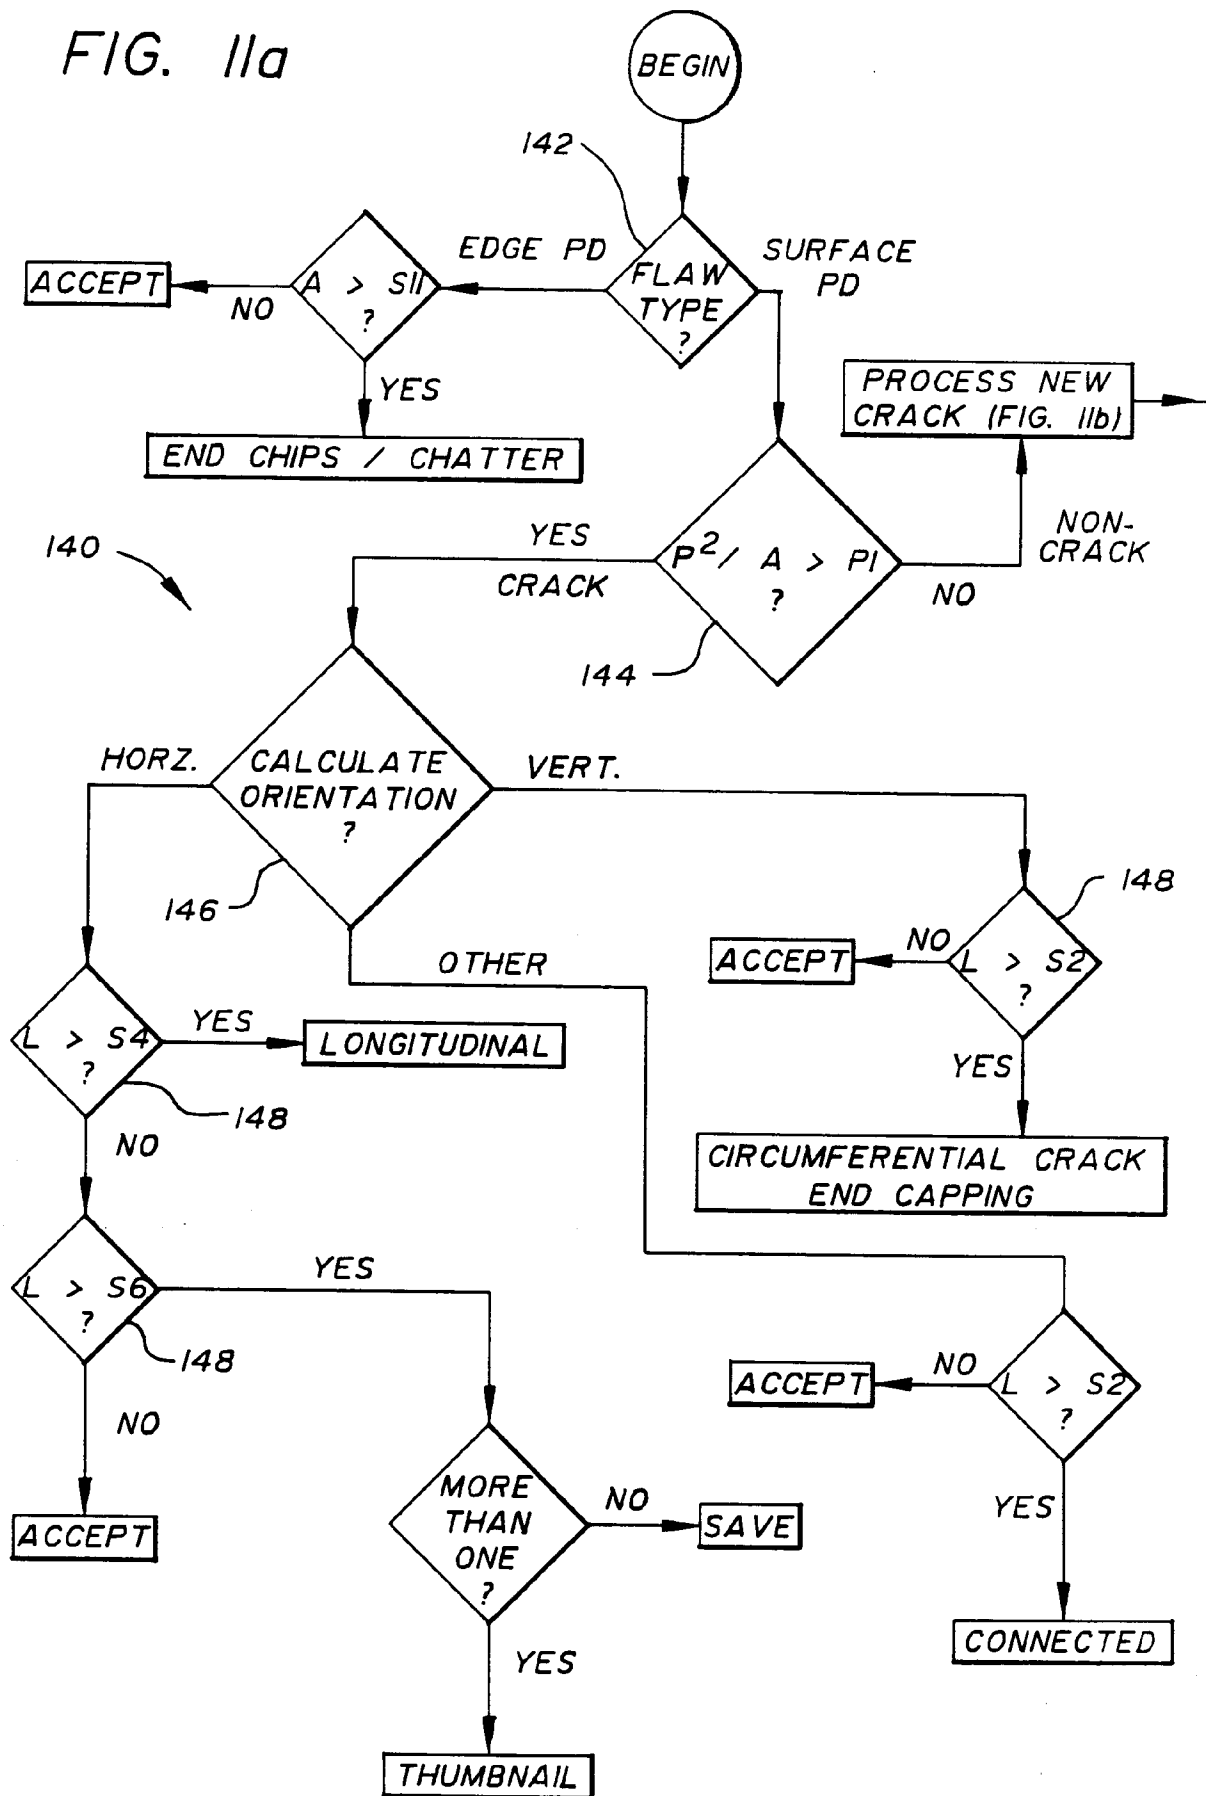 FIG. 11a
BEGIN
142
EDGE PD
SURFACE
PD
FLAW
TYPE
?
A > S11
?
ACCEPT
NO
YES
END CHIPS / CHATTER
PROCESS NEW
CRACK (FIG. 11b)
NON-
CRACK
NO
P²/ A > P1
?
YES
CRACK
144
140
CALCULATE
ORIENTATION
?
HORZ.
VERT.
146
OTHER
148
L > S2
?
NO
ACCEPT
YES
CIRCUMFERENTIAL CRACK
END CAPPING
L > S4
?
YES
LONGITUDINAL
148
NO
L > S6
?
YES
148
NO
ACCEPT
MORE
THAN
ONE
?
NO
SAVE
YES
THUMBNAIL
L > S2
?
NO
ACCEPT
YES
CONNECTED